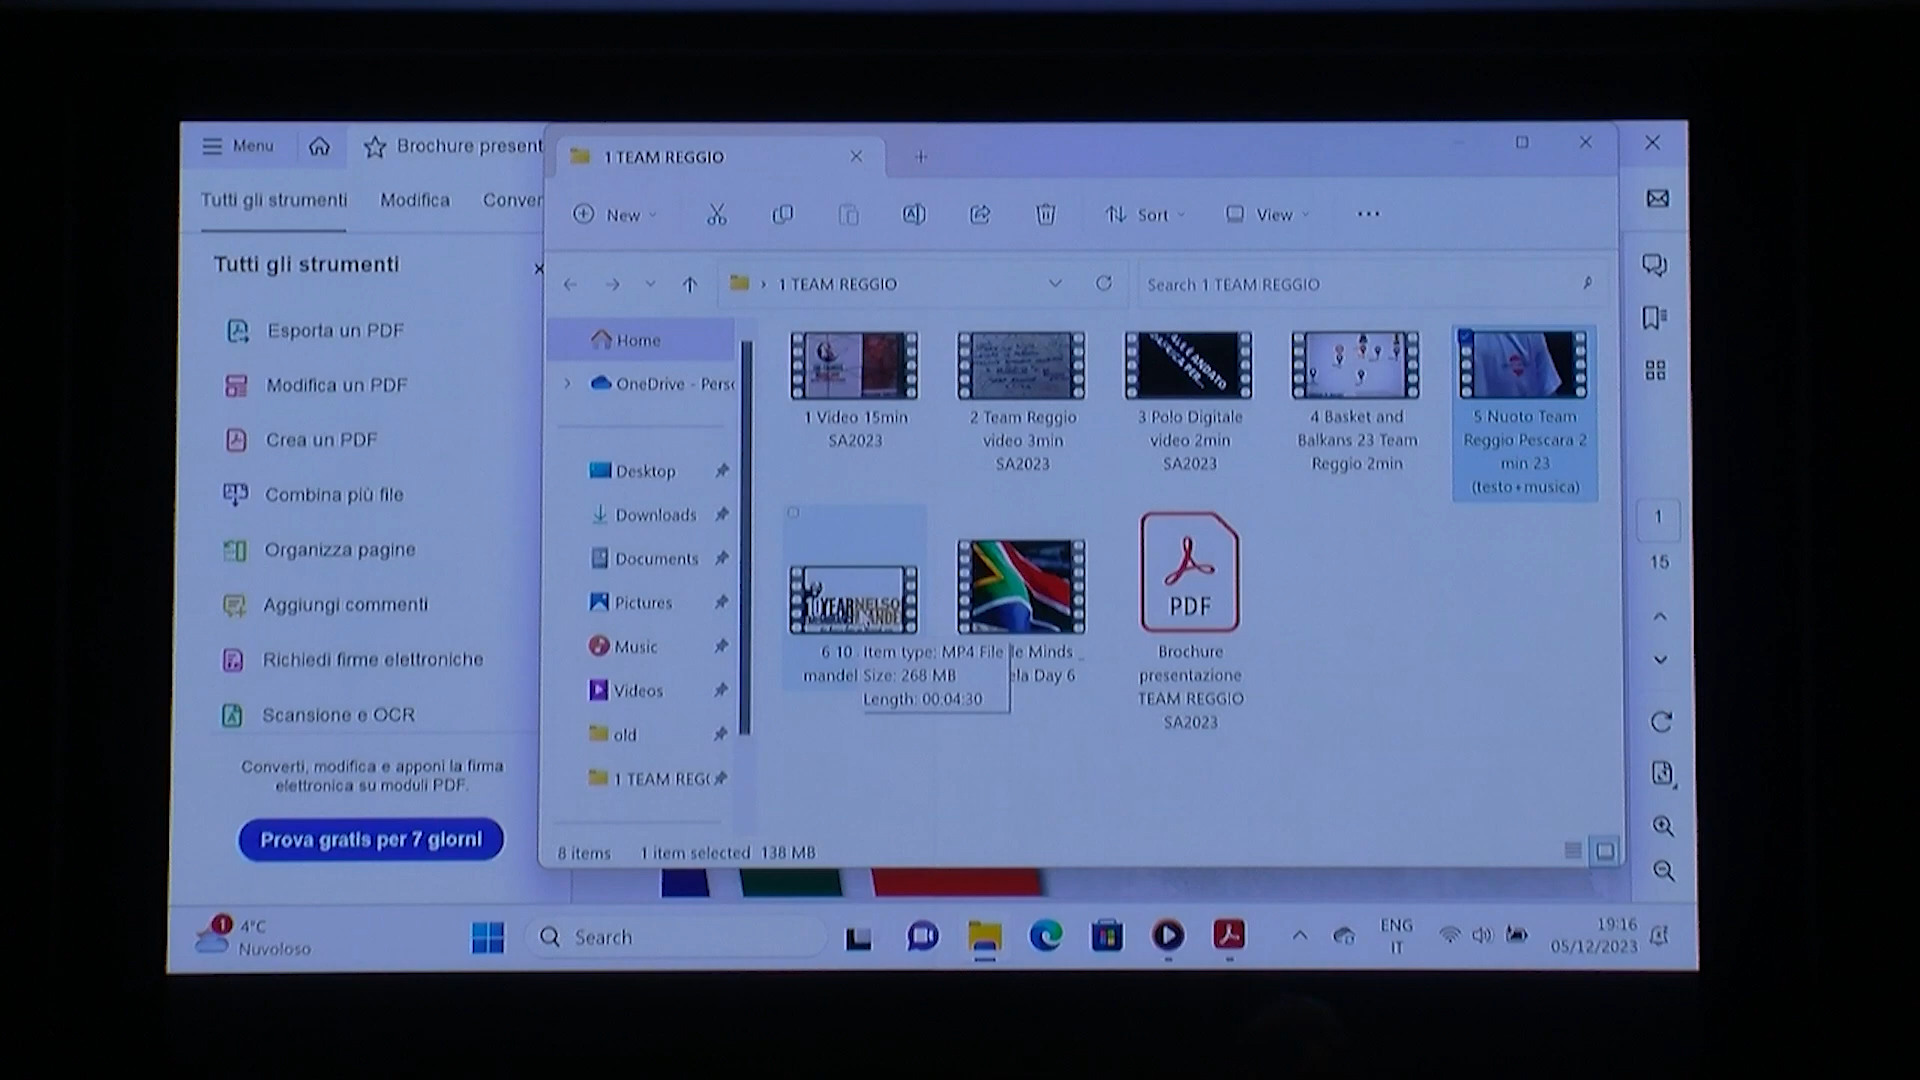 Menu
Brochure present
1 TEAM REGGIO
Tutti gli strumenti
Modifica
Conver
New
Sort
View
Tutti gli strumenti
1 TEAM REGGIO
Search 1 TEAM REGGIO
Esporta un PDF
Modifica un PDF
Crea un PDF
Combina più file
Organizza pagine
Aggiungi commenti
Richiedi firme elettroniche
Scansione e OCR
Converti, modifica e apponi la firma
elettronica su moduli PDF.
Prova gratis per 7 giorni
Home
OneDrive - Perso
Desktop
Downloads
Documents
Pictures
Music
Videos
old
1 TEAM REGG
1 Video 15min
SA2023
2 Team Reggio
video 3min
SA2023
3 Polo Digitale
video 2min
SA2023
4 Basket and
Balkans 23 Team
Reggio 2min
5 Nuoto Team
Reggio Pescara 2
min 23
(testo+musica)
6 10
mandel
Item type: MP4 File
Size: 268 MB
Length: 00:04:30
le Minds _
ela Day 6
PDF
Brochure
presentazione
TEAM REGGIO
SA2023
8 items
1 item selected 138 MB
1
15
1
4°C
Nuvoloso
Search
ENG
IT
19:16
05/12/2023